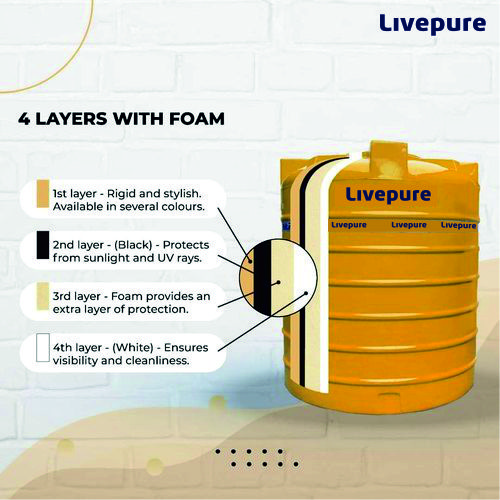 Livepure
4 LAYERS WITH FOAM
1st layer - Rigid and stylish.
Available in several colours.
2nd layer - (Black) - Protects
from sunlight and UV rays.
3rd layer - Foam provides an
extra layer of protection.
4th layer - (White) - Ensures
visibility and cleanliness.
Livepure
Livepure Livepure Livepure